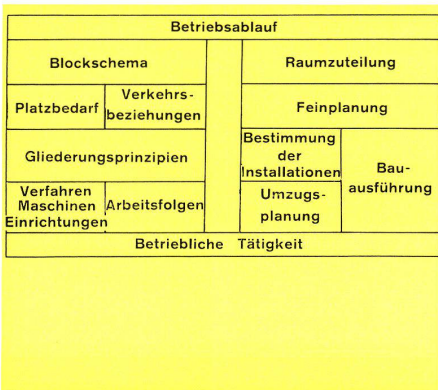 Betriebsablauf
Blockschema
Platzbedarf
Verkehrs-
beziehungen
Gliederungsprinzipien
Verfahren
Maschinen
Einrichtungen
Arbeitsfolgen
Raumzuteilung
Feinplanung
Bestimmung
der
Installationen
Umzugs-
planung
Bau-
ausführung
Betriebliche Tätigkeit